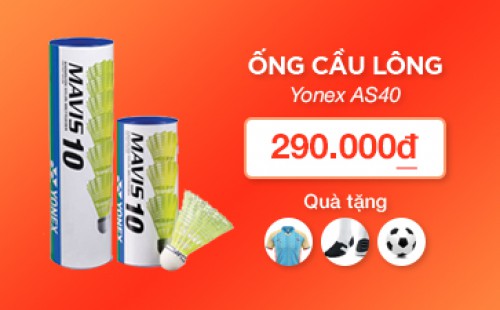 ỐNG CẦU LÔNG
Yonex AS40
290.000đ
Quà tặng
MAVIS 10
YONEX
MAVIS 10
YONEX